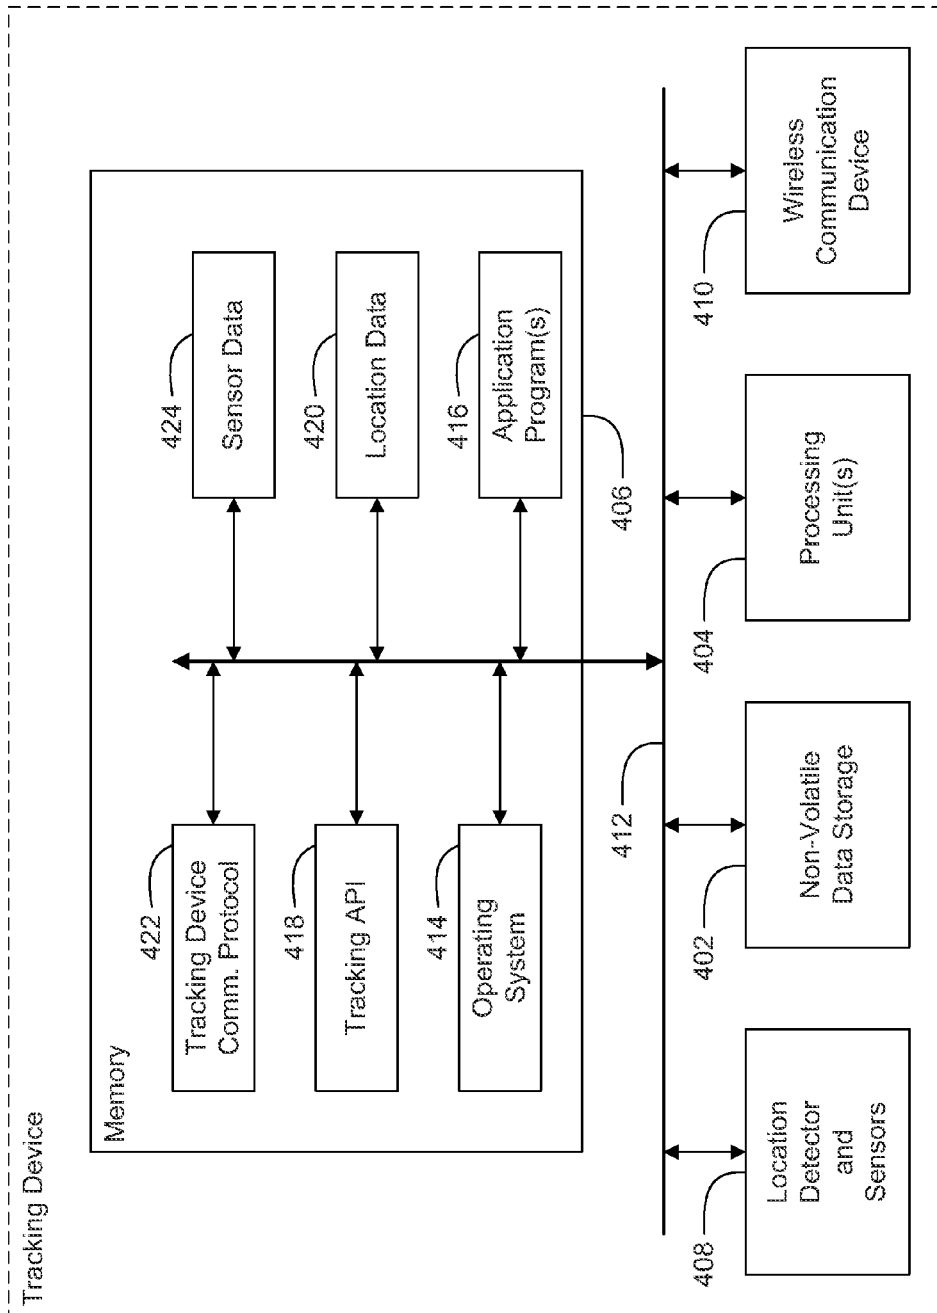 Tracking Device
Memory
422
Tracking Device
Comm. Protocol
424
Sensor Data
418
Tracking API
420
Location Data
414
Operating
System
416
Application
Program(s)
406
412
408
Location
Detector
and
Sensors
402
Non-Volatile
Data Storage
404
Processing
Unit(s)
410
Wireless
Communication
Device